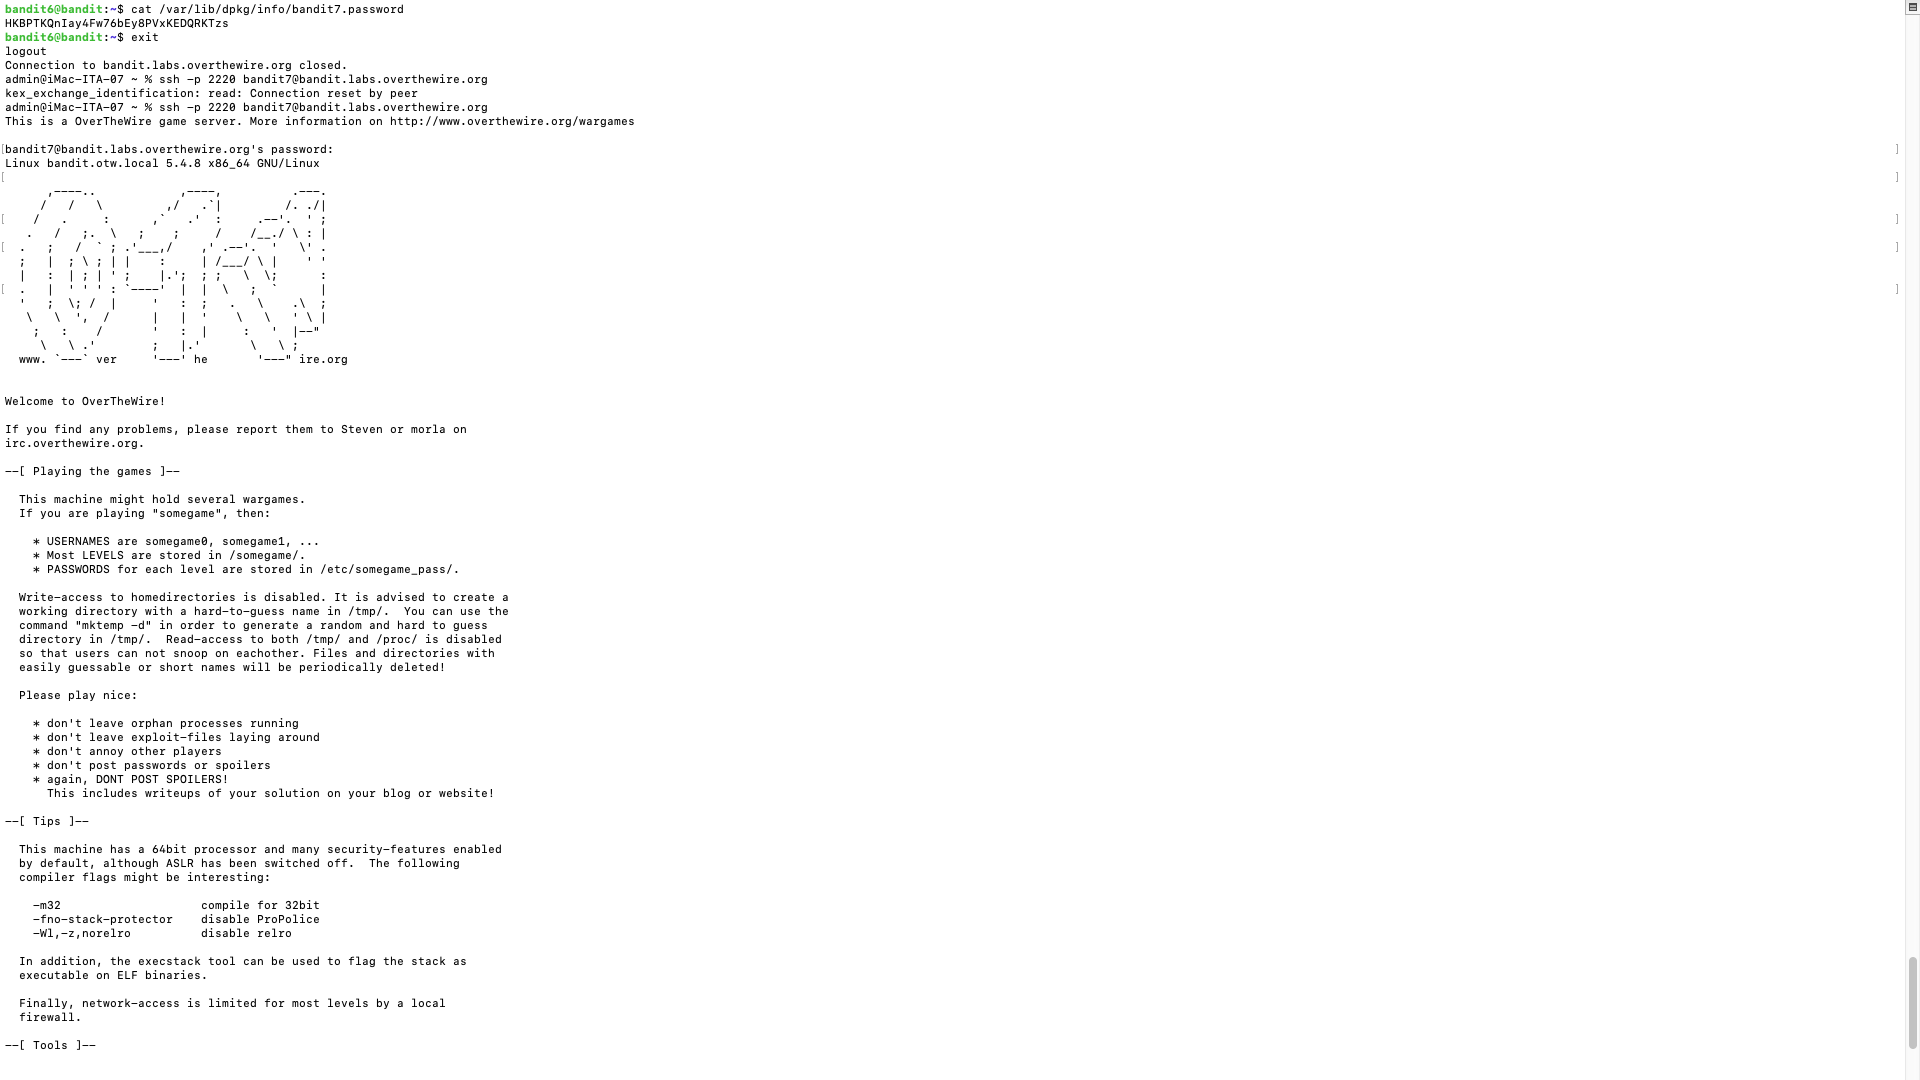 bandit6@bandit:~$ cat /var/lib/dpkg/info/bandit7.password
HKBPTKQnIay4Fw76bEy8PVxKEDQRKTzs
bandit6@bandit:~$ exit
logout
Connection to bandit.labs.overthewire.org closed.
admin@iMac-ITA-07 ~ % ssh -p 2220 bandit7@bandit.labs.overthewire.org
kex_exchange_identification: read: Connection reset by peer
admin@iMac-ITA-07 ~ % ssh -p 2220 bandit7@bandit.labs.overthewire.org
This is a OverTheWire game server. More information on http://www.overthewire.org/wargames
bandit7@bandit.labs.overthewire.org's password:
Linux bandit.otw.local 5.4.8 x86_64 GNU/Linux
www. ver he ire.org
Welcome to OverTheWire!
If you find any problems, please report them to Steven or morla on
irc.overthewire.org.
--[ Playing the games ]--
This machine might hold several wargames.
If you are playing "somegame", then:
* USERNAMES are somegame0, somegame1, ...
* Most LEVELS are stored in /somegame/.
* PASSWORDS for each level are stored in /etc/somegame_pass/.
Write-access to homedirectories is disabled. It is advised to create a
working directory with a hard-to-guess name in /tmp/.  You can use the
command "mktemp -d" in order to generate a random and hard to guess
directory in /tmp/.  Read-access to both /tmp/ and /proc/ is disabled
so that users can not snoop on eachother. Files and directories with
easily guessable or short names will be periodically deleted!
Please play nice:
* don't leave orphan processes running
* don't leave exploit-files laying around
* don't annoy other players
* don't post passwords or spoilers
* again, DONT POST SPOILERS!
This includes writeups of your solution on your blog or website!
--[ Tips ]--
This machine has a 64bit processor and many security-features enabled
by default, although ASLR has been switched off.  The following
compiler flags might be interesting:
-m32                    compile for 32bit
-fno-stack-protector    disable ProPolice
-Wl,-z,norelro          disable relro
In addition, the execstack tool can be used to flag the stack as
executable on ELF binaries.
Finally, network-access is limited for most levels by a local
firewall.
--[ Tools ]--